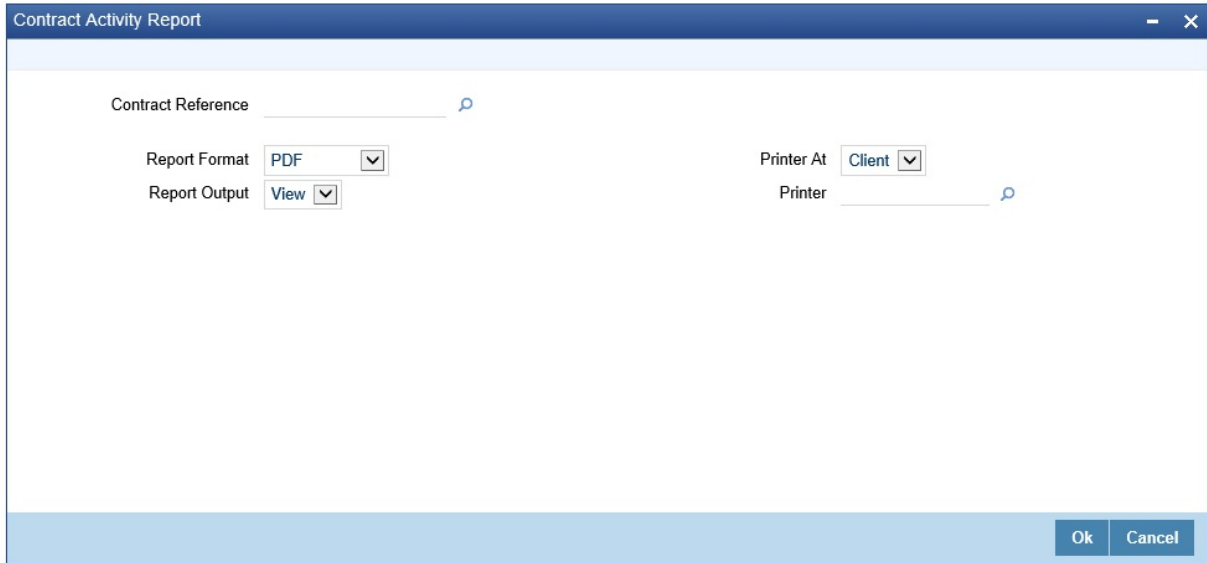 Contract Activity Report
Contract Reference
Report Format PDF Printer At Client
Report Output View Printer
Ok Cancel